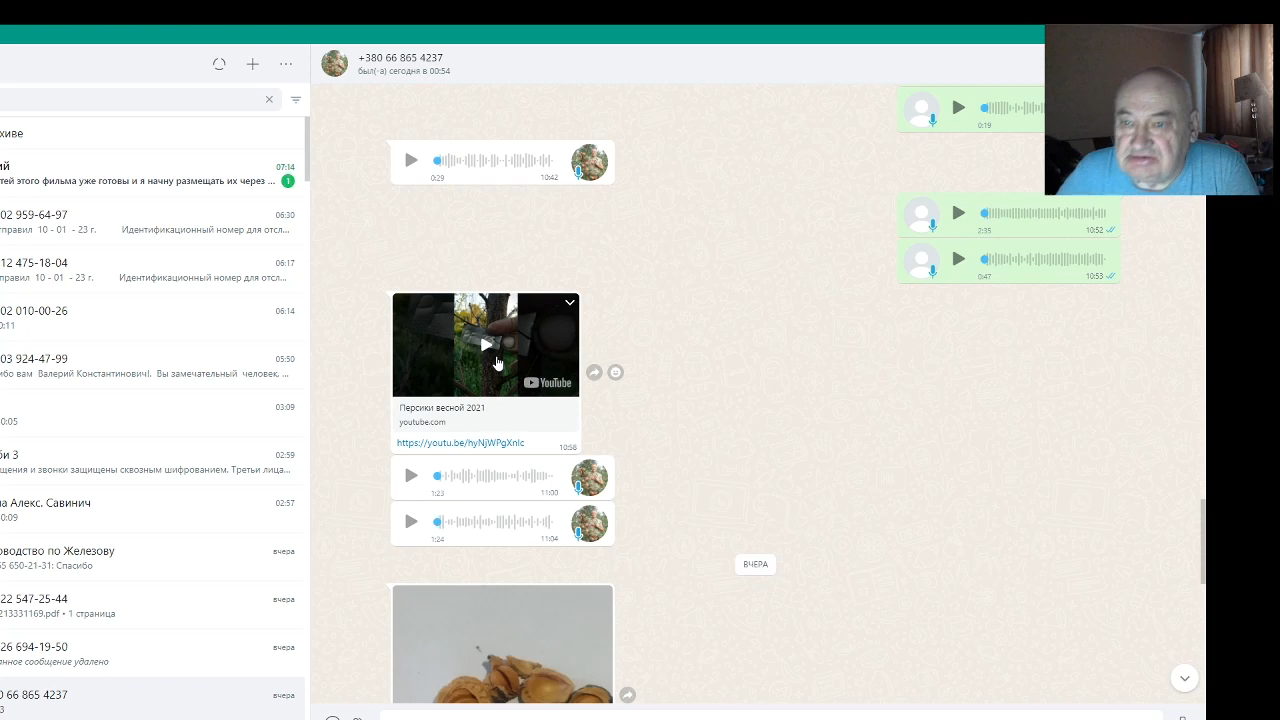 +380 66 865 4237
был(-а) сегодня в 00:54
хиве
ий
07:14
тей этого фильма уже готовы и я начну размещать их через ...
1
02 959-64-97
06:30
тправил 10 - 01 - 23 г. Идентификационный номер для отсл...
12 475-18-04
06:17
правил 10 - 01 - 23 г. Идентификационный номер для отсл...
02 010-00-26
06:14
0:11
03 924-47-99
05:50
ибо вам Валерий Константинович!. Вы замечательный человек, ...
03:09
0:05
би 3
02:59
щения и звонки защищены сквозным шифрованием. Третьи лица...
на Алекс. Савинич
02:57
0:09
оводство по Железову
вчера
55 650-21-31: Спасибо
22 547-25-44
вчера
213331169.pdf • 1 страница
26 694-19-50
вчера
анное сообщение удалено
0 66 865 4237
вчера
3
0:19
0:29
10:42
2:35
10:52
0:47
10:53
YouTube
Персики весной 2021
youtube.com
https://youtu.be/hyNjWPgXnIc
10:58
1:23
11:00
1:24
11:04
ВЧЕРА